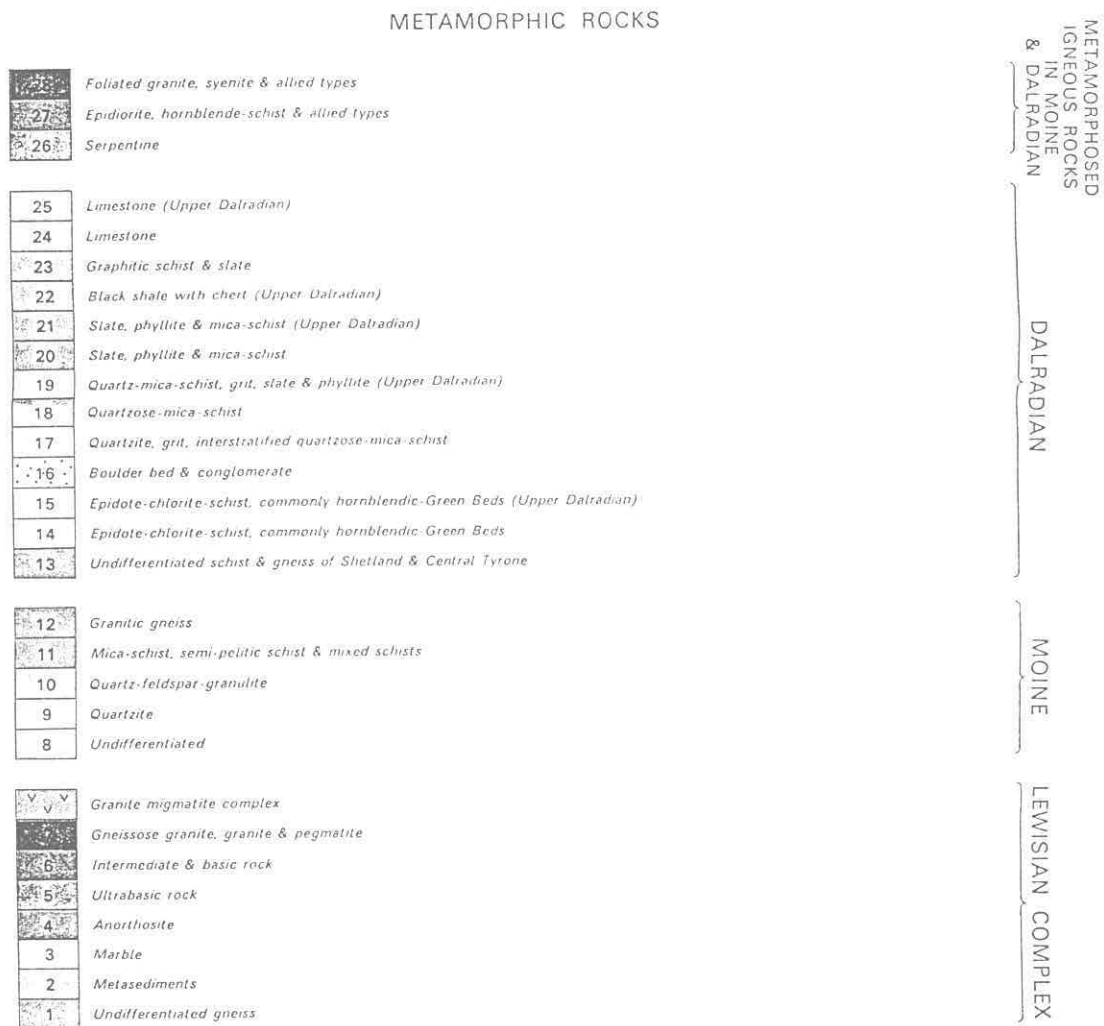 METAMORPHIC ROCKS
METAMORPHOSED
IGNEOUS ROCKS
IN MOINE
& DALRADIAN
28 Foliated granite, syenite & allied types
27 Epidiorite, hornblende-schist & allied types
26 Serpentine
DALRADIAN
25 Limestone (Upper Dalradian)
24 Limestone
23 Graphitic schist & slate
22 Black shale with chert (Upper Dalradian)
21 Slate, phyllite & mica-schist (Upper Dalradian)
20 Slate, phyllite & mica-schist
19 Quartz-mica-schist, grit, slate & phyllite (Upper Dalradian)
18 Quartzose-mica-schist
17 Quartzite, grit, interstratified quartzose-mica-schist
16 Boulder bed & conglomerate
15 Epidote-chlorite-schist, commonly hornblendic-Green Beds (Upper Dalradian)
14 Epidote-chlorite-schist, commonly hornblendic-Green Beds
13 Undifferentiated schist & gneiss of Shetland & Central Tyrone
MOINE
12 Granitic gneiss
11 Mica-schist, semi-pelitic schist & mixed schists
10 Quartz-feldspar-granulite
9 Quartzite
8 Undifferentiated
LEWISIAN COMPLEX
Granite migmatite complex
7 Gneissose granite, granite & pegmatite
6 Intermediate & basic rock
5 Ultrabasic rock
4 Anorthosite
3 Marble
2 Metasediments
1 Undifferentiated gneiss